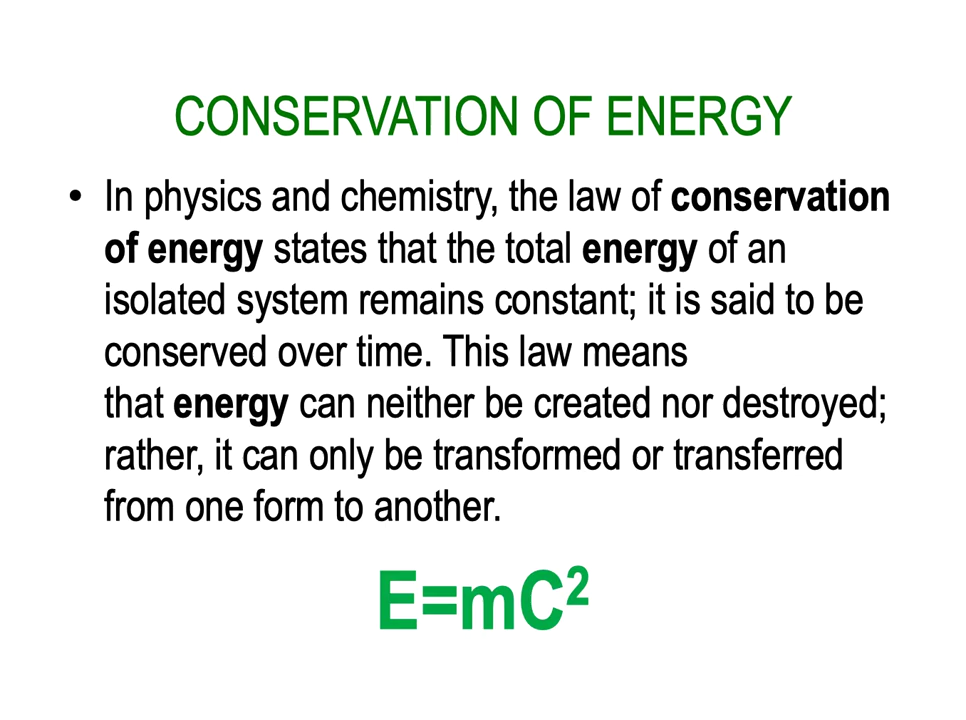 CONSERVATION OF ENERGY
• In physics and chemistry, the law of conservation
of energy states that the total energy of an
isolated system remains constant; it is said to be
conserved over time. This law means
that energy can neither be created nor destroyed;
rather, it can only be transformed or transferred
from one form to another.
E=mC²